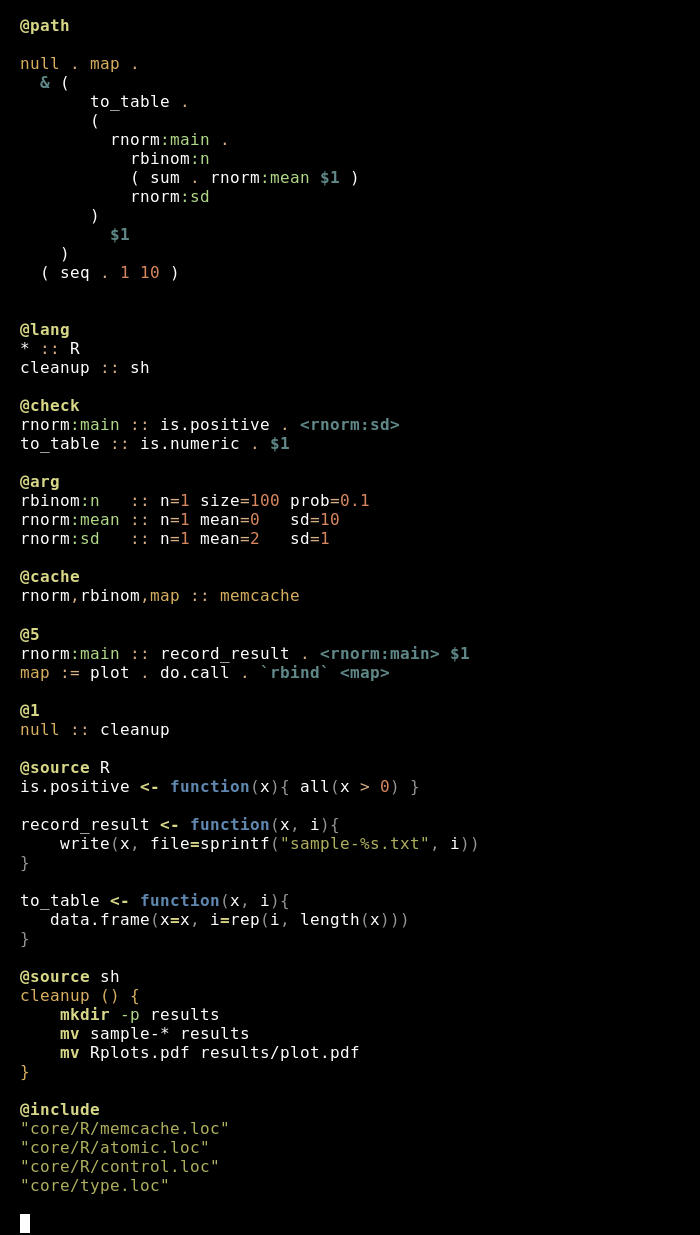 @path
null . map .
  & (
       to_table .
       (
         rnorm:main .
           rbinom:n
           ( sum . rnorm:mean $1 )
           rnorm:sd
       )
         $1
    )
  ( seq . 1 10 )
@lang
* :: R
cleanup :: sh
@check
rnorm:main :: is.positive . <rnorm:sd>
to_table :: is.numeric . $1
@arg
rbinom:n   :: n=1 size=100 prob=0.1
rnorm:mean :: n=1 mean=0   sd=10
rnorm:sd   :: n=1 mean=2   sd=1
@cache
rnorm,rbinom,map :: memcache
@5
rnorm:main :: record_result . <rnorm:main> $1
map := plot . do.call . `rbind` <map>
@1
null :: cleanup
@source R
is.positive <- function(x){ all(x > 0) }
record_result <- function(x, i){
    write(x, file=sprintf("sample-%s.txt", i))
}
to_table <- function(x, i){
   data.frame(x=x, i=rep(i, length(x)))
}
@source sh
cleanup () {
    mkdir -p results
    mv sample-* results
    mv Rplots.pdf results/plot.pdf
}
@include
"core/R/memcache.loc"
"core/R/atomic.loc"
"core/R/control.loc"
"core/type.loc"